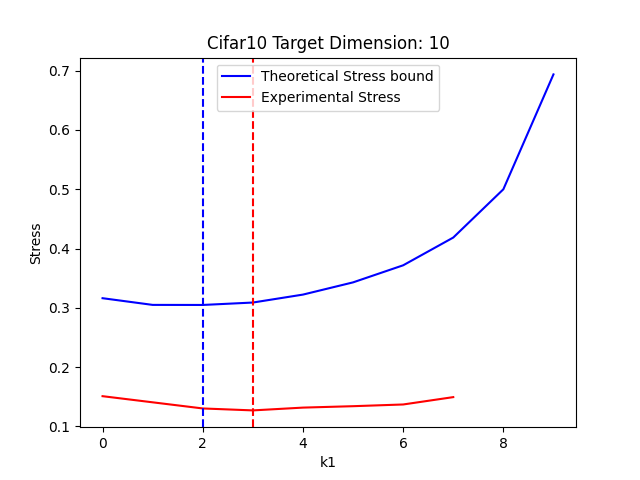 Cifar10 Target Dimension: 10
Theoretical Stress bound
Experimental Stress
Stress
0.7
0.6
0.5
0.4
0.3
0.2
0.1
0 2 4 6 8
k1